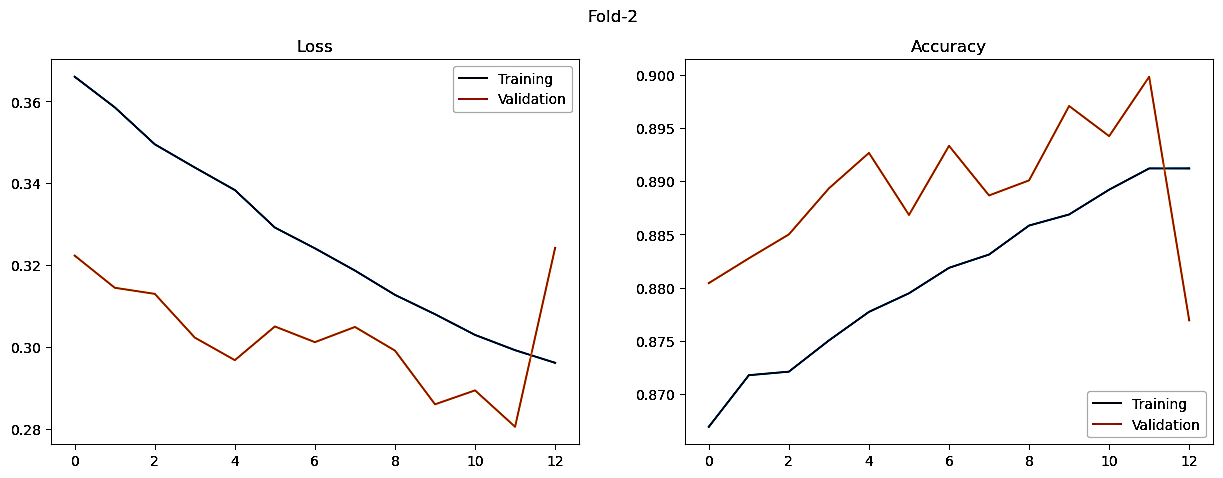 Fold-2
Loss
Training
Validation
0.36
0.34
0.32
0.30
0.28
0 2 4 6 8 10 12
Accuracy
0.900
0.895
0.890
0.885
0.880
0.875
0.870
Training
Validation
0 2 4 6 8 10 12